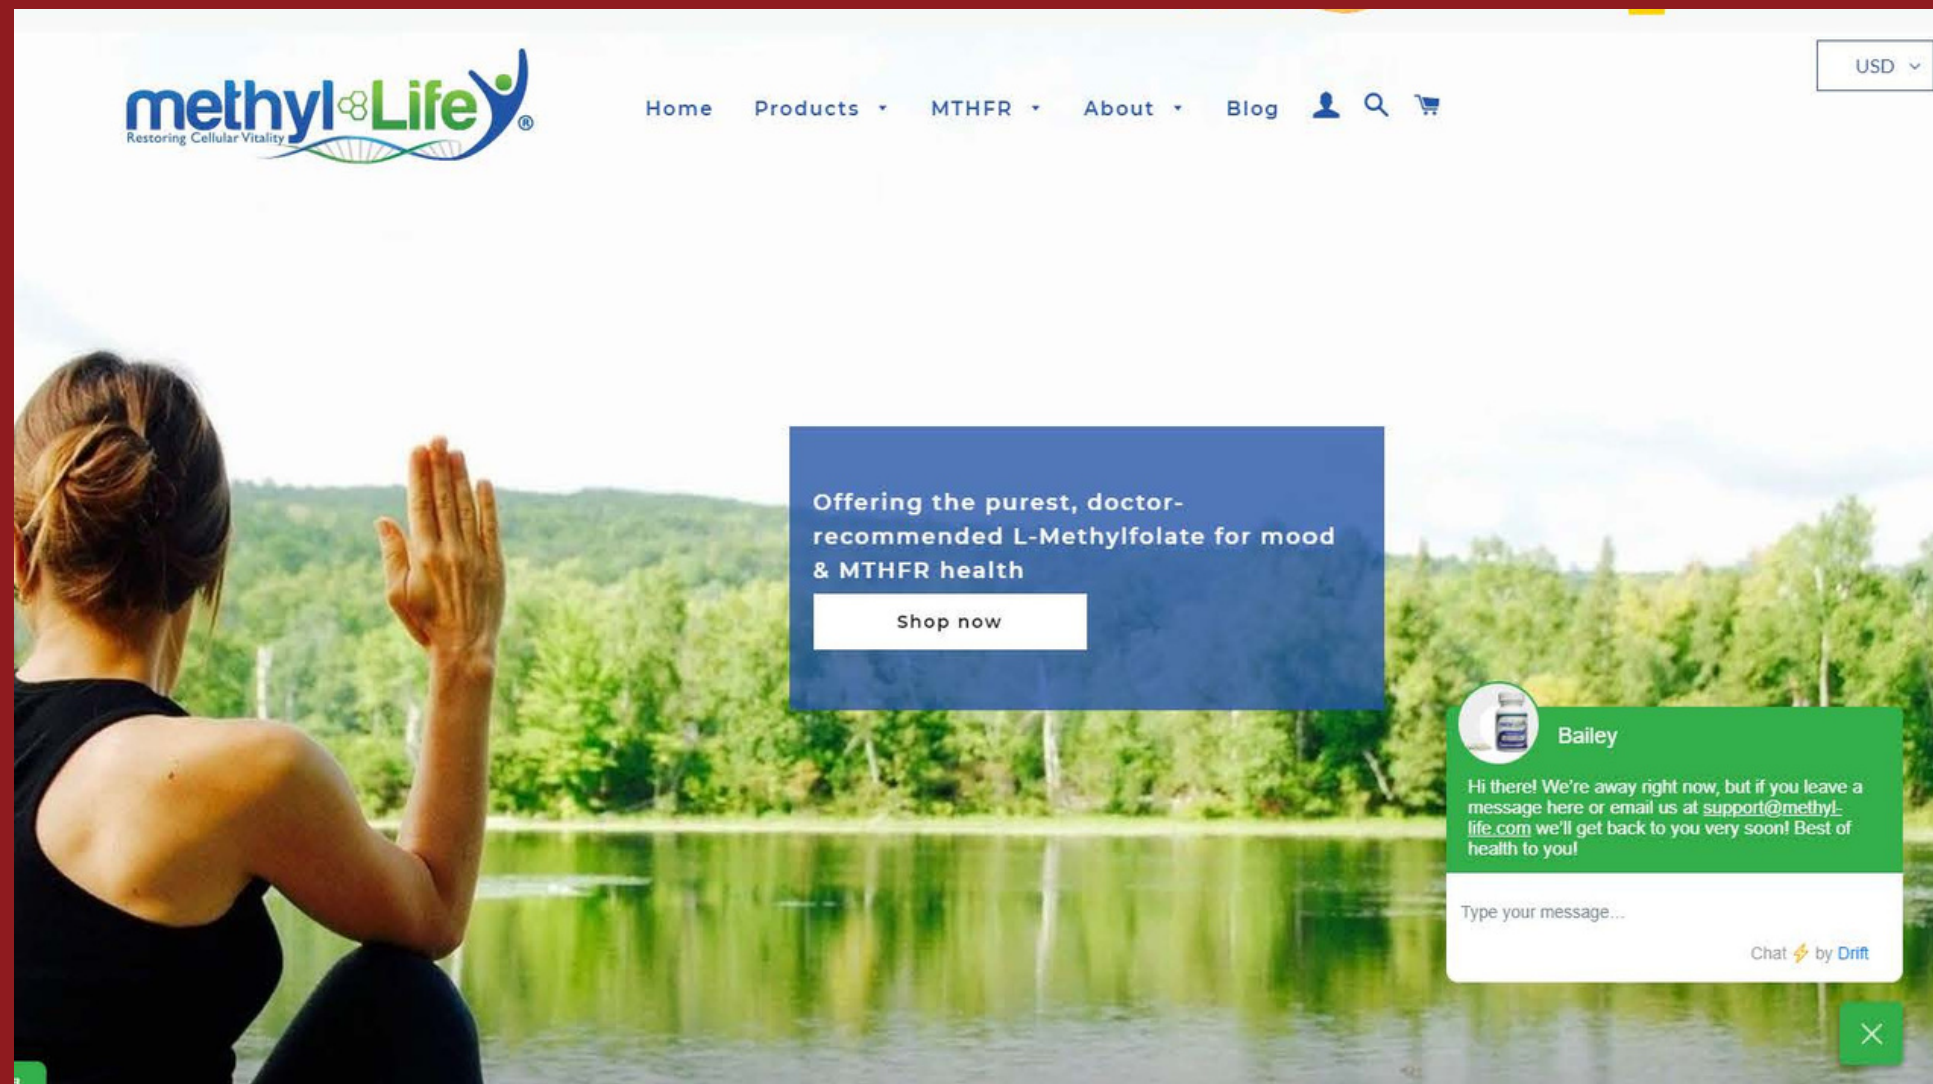 methyl Life®
Restoring Cellular Vitality
Home Products MTHFR About Blog
USD
Offering the purest, doctor-
recommended L-Methylfolate for mood
& MTHFR health
Shop now
Bailey
Hi there! We're away right now, but if you leave a
message here or email us at support@methyl-
life.com we'll get back to you very soon! Best of
health to you!
Type your message...
Chat ⚡ by Drift